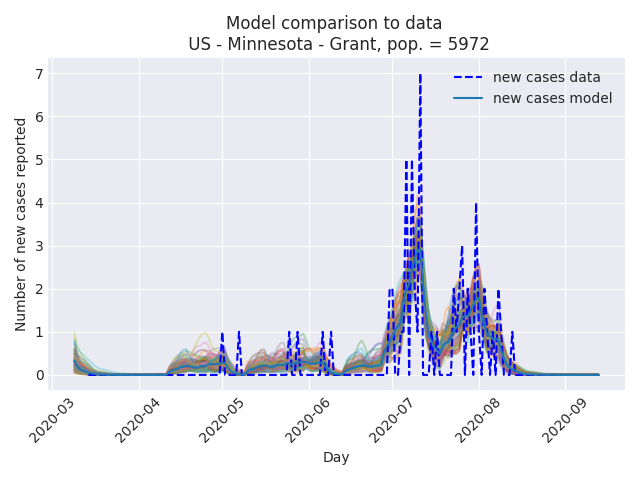 Model comparison to data
US - Minnesota - Grant, pop. = 5972
new cases data
new cases model
Number of new cases reported
7
6
5
4
3
2
1
0
2020-03
2020-04
2020-05
2020-06
2020-07
2020-08
2020-09
Day